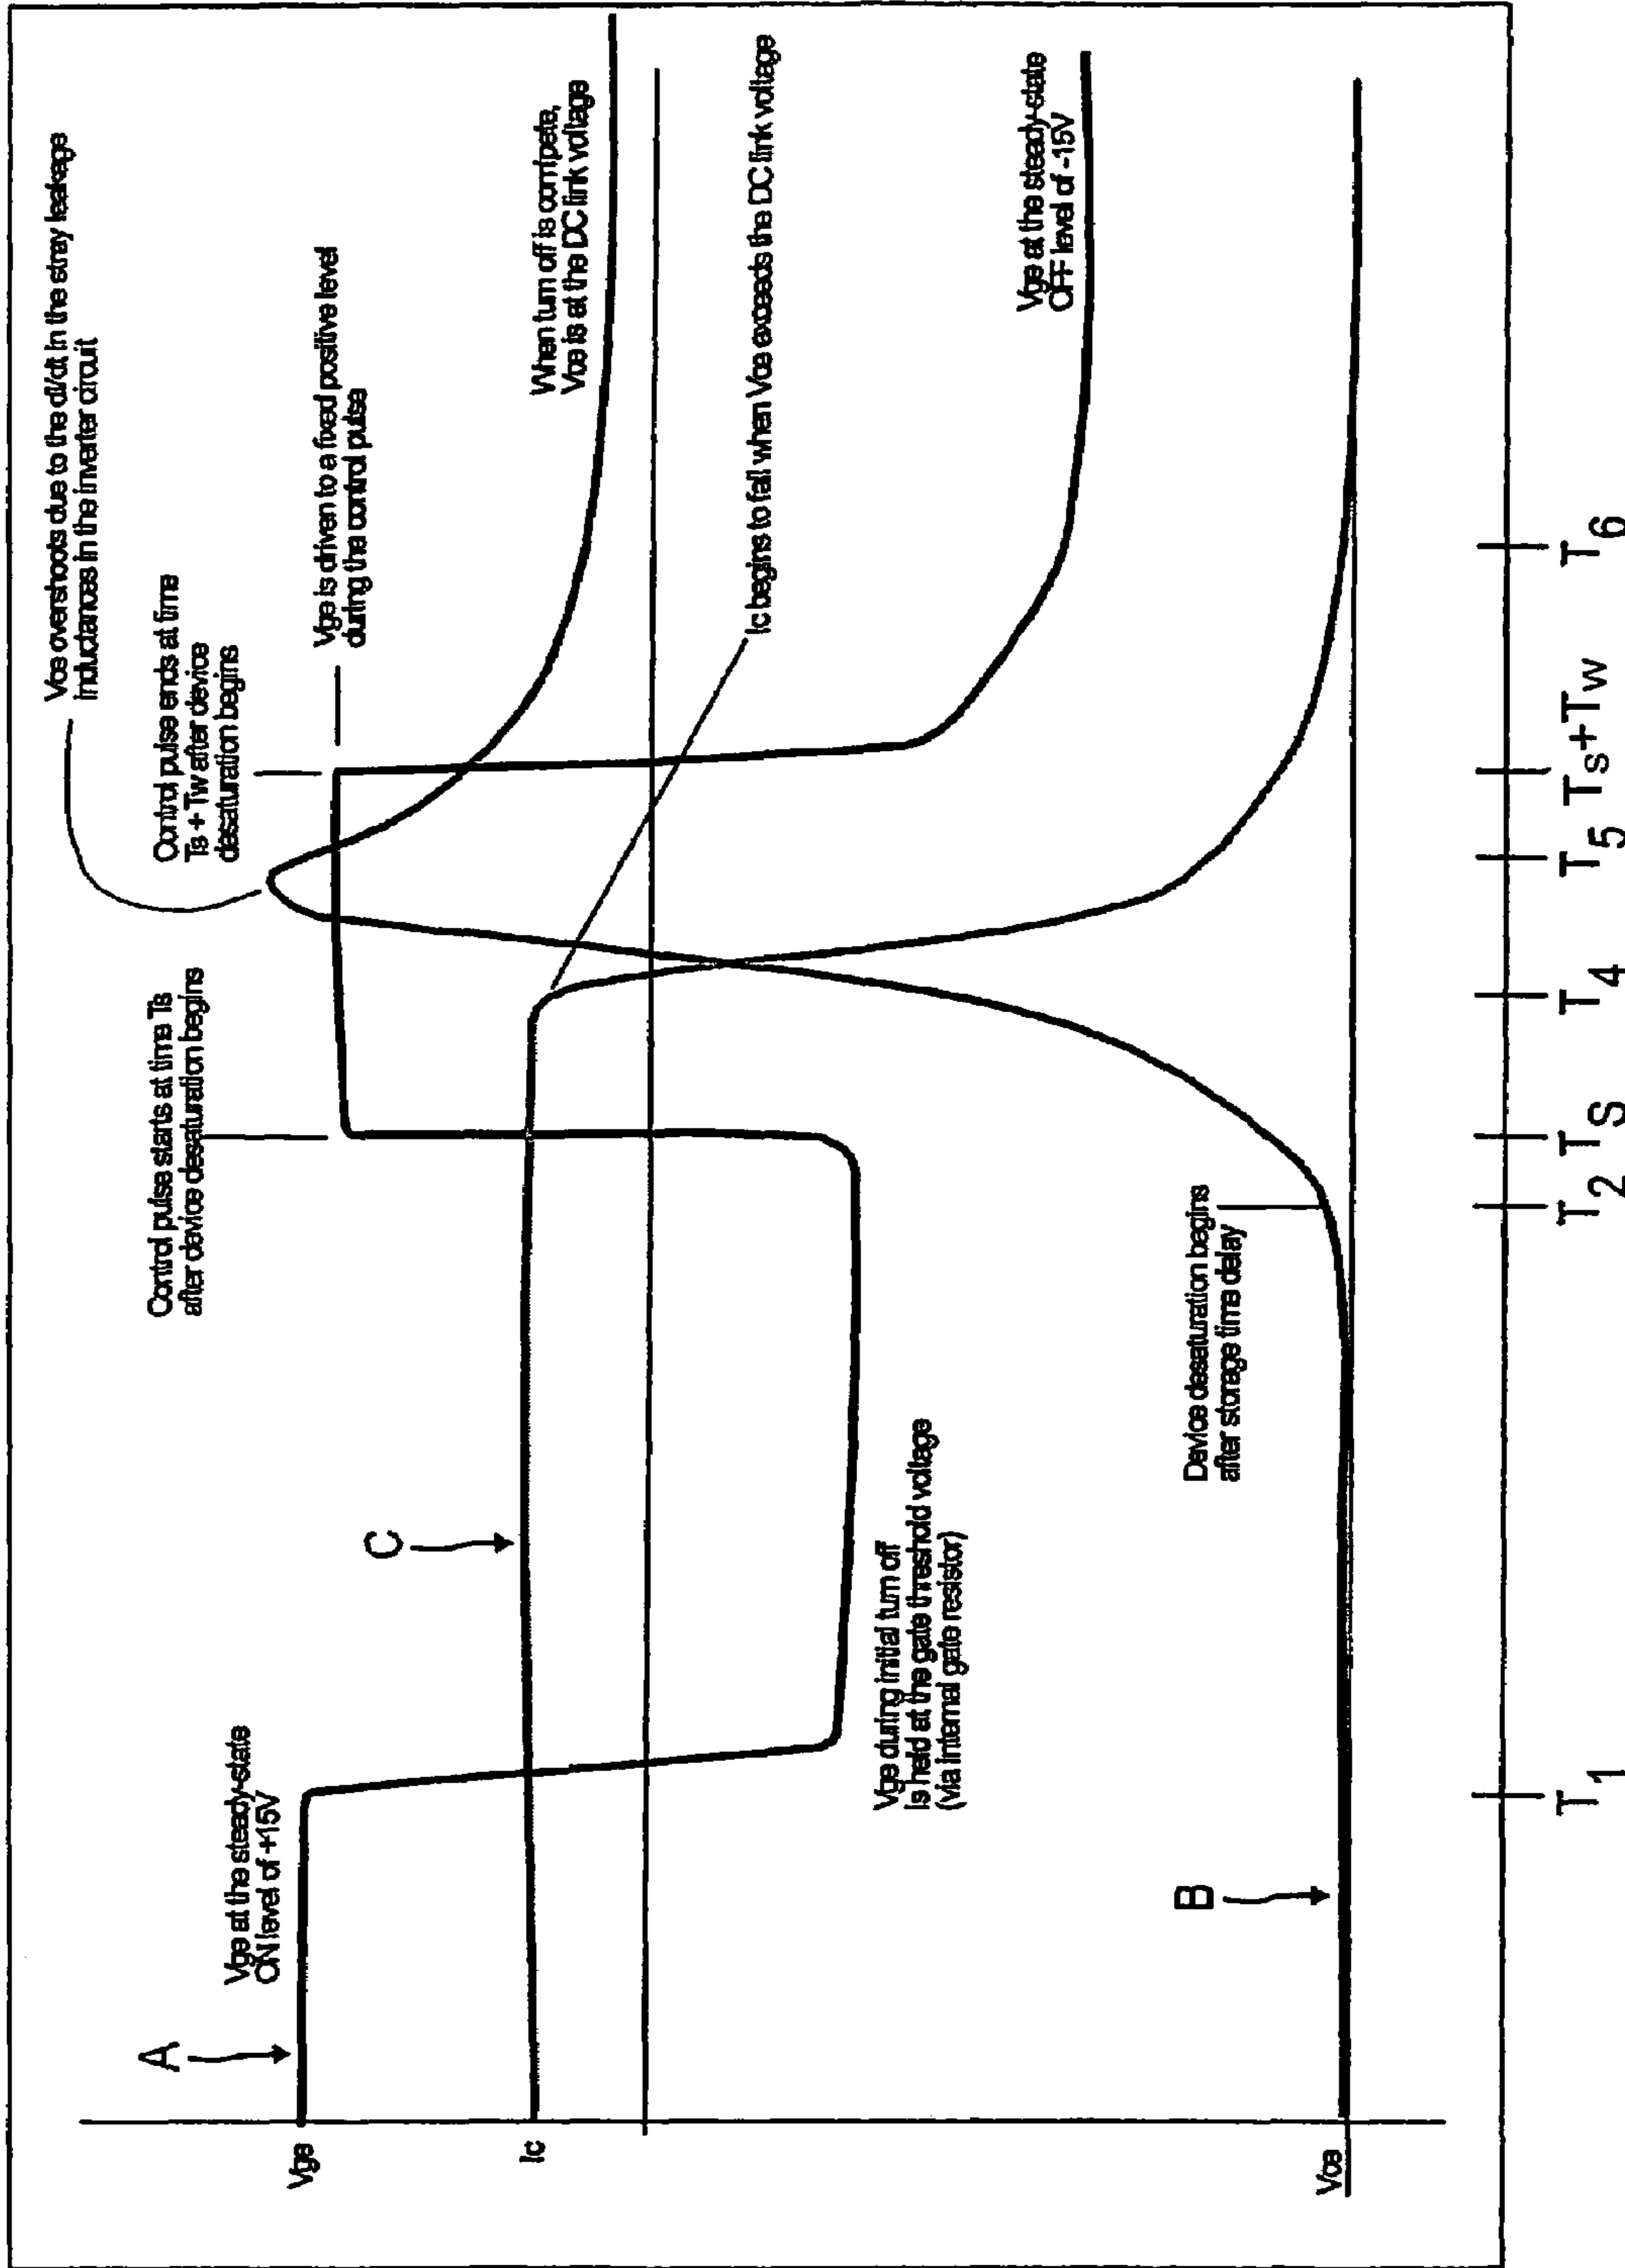 Vce overshoots due to the di/dt in the stray leakage
inductances in the inverter circuit
Control pulse ends at time
Ts + Tw after device
desaturation begins
Control pulse starts at time Ts
after device desaturation begins
Vge is driven to a fixed positive level
during the control pulse
Vge at the steady-state
ON level of +15V
A
Vge
C
When turn off is compete,
Vce is at the DC link voltage
Ic
Ic begins to fall when Vce exceeds the DC link voltage
Vge during initial turn off
is held at the gate threshold voltage
(via internal gate resistor)
Vge at the steady-state
OFF level of -15V
Device desaturation begins
after storage time delay
B
Vce
T1 T2 TS T4 T5 Ts+Tw T6